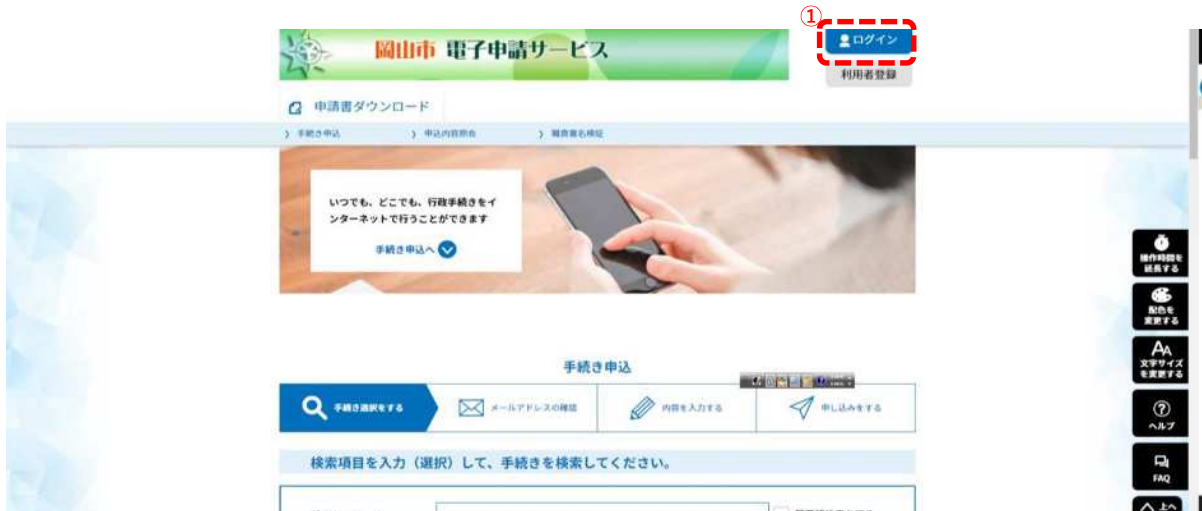 ①
ログイン
岡山市 電子申請サービス
利用者登録
申請書ダウンロード
手続き申込
申込内容照会
職責署名検証
いつでも、どこでも、行政手続きをイ
ンターネットで行うことができます
手続き申込へ
操作時間を
延長する
配色を
変更する
文字サイズ
を変更する
ヘルプ
FAQ
上へ
手続き申込
手続き選択をする
メールアドレスの確認
内容を入力する
申し込みをする
検索項目を入力（選択）して、手続きを検索してください。